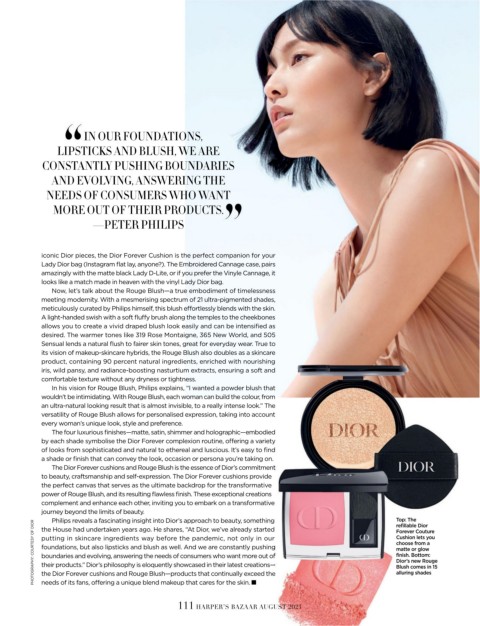 “IN OUR FOUNDATIONS,
LIPSTICKS AND BLUSH, WE ARE
CONSTANTLY PUSHING BOUNDARIES
AND EVOLVING, ANSWERING THE
NEEDS OF CONSUMERS WHO WANT
MORE OUT OF THEIR PRODUCTS.”
—PETER PHILIPS
iconic Dior pieces, the Dior Forever Cushion is the perfect companion for your
Lady Dior bag (Instagram flat lay, anyone?). The Embroidered Cannage case, pairs
amazingly with the matte black Lady D-Lite, or if you prefer the Vinyle Cannage, it
looks like a match made in heaven with the vinyl Lady Dior bag.
Now, let's talk about the Rouge Blush—a true embodiment of timelessness
meeting modernity. With a mesmerising spectrum of 21 ultra-pigmented shades,
meticulously curated by Philips himself, this blush effortlessly blends with the skin.
A light-handed swish with a soft fluffy brush along the temples to the cheekbones
allows you to create a vivid draped blush look easily and can be intensified as
desired. The warmer tones like 319 Rose Montaigne, 365 New World, and 505
Sensual lends a natural flush to fairer skin tones, great for everyday wear. True to
its vision of makeup-skincare hybrids, the Rouge Blush also doubles as a skincare
product, containing 90 percent natural ingredients, enriched with nourishing
iris, wild pansy, and radiance-boosting nasturtium extracts, ensuring a soft and
comfortable texture without any dryness or tightness.
In his vision for Rouge Blush, Philips explains, “I wanted a powder blush that
wouldn't be intimidating. With Rouge Blush, each woman can build the colour, from
an ultra-natural looking result that is almost invisible, to a really intense look.” The
versatility of Rouge Blush allows for personalised expression, taking into account
every woman's unique look, style and preference.
The four luxurious finishes—matte, satin, shimmer and holographic—embodied
by each shade symbolise the Dior Forever complexion routine, offering a variety
of looks from sophisticated and natural to ethereal and luscious. It's easy to find
a shade or finish that can convey the look, occasion or persona you're taking on.
The Dior Forever cushions and Rouge Blush is the essence of Dior's commitment
to beauty, craftsmanship and self-expression. The Dior Forever cushions provide
the perfect canvas that serves as the ultimate backdrop for the transformative
power of Rouge Blush, and its resulting flawless finish. These exceptional creations
complement and enhance each other, inviting you to embark on a transformative
journey beyond the limits of beauty.
Philips reveals a fascinating insight into Dior's approach to beauty, something
the House had undertaken years ago. He shares, “At Dior, we've already started
putting in skincare ingredients way before the pandemic, not only in our
foundations, but also lipsticks and blush as well. And we are constantly pushing
boundaries and evolving, answering the needs of consumers who want more out of
their products.” Dior's philosophy is eloquently showcased in their latest creations—
the Dior Forever cushions and Rouge Blush—products that continually exceed the
needs of its fans, offering a unique blend makeup that cares for the skin. ■
DIOR
DIOR
CD
Top: The
refillable Dior
Forever Couture
Cushion lets you
choose from a
matte or glow
finish. Bottom:
Dior's new Rouge
Blush comes in 15
alluring shades
PHOTOGRAPHY: COURTESY OF DIOR
111 HARPER'S BAZAAR AUGUST 2023